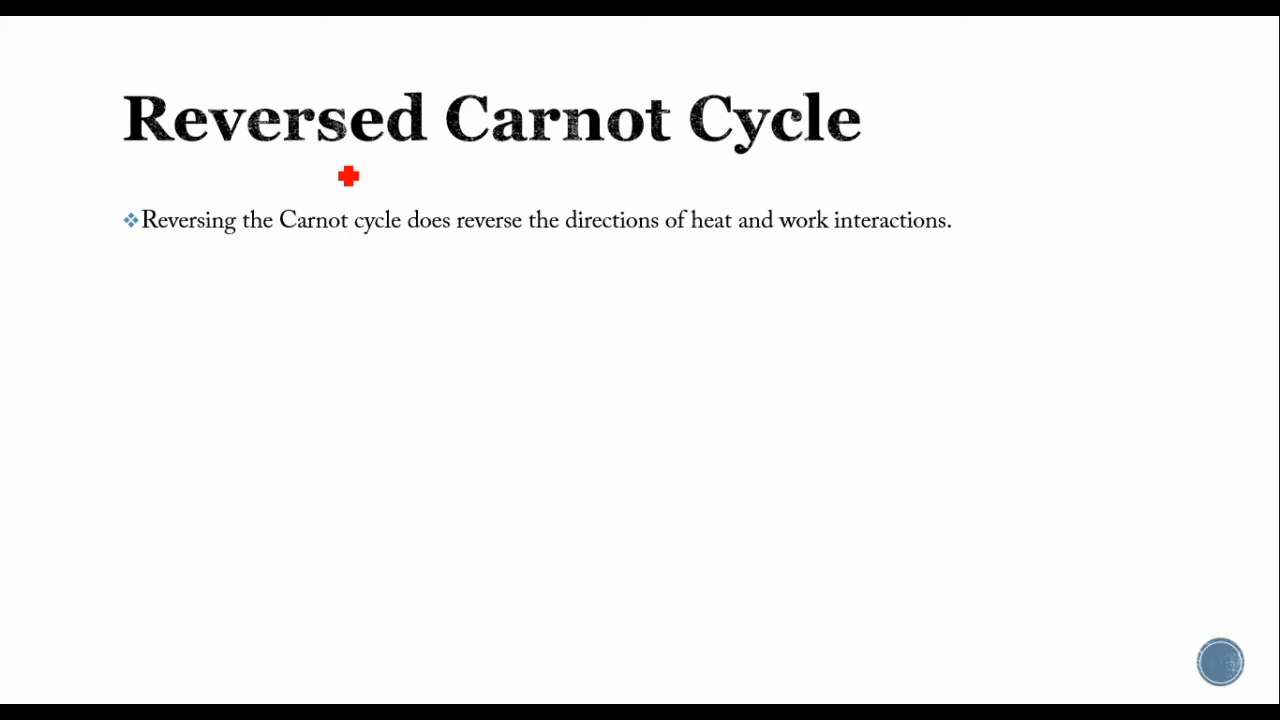 Reversed Carnot Cycle
Reversing the Carnot cycle does reverse the directions of heat and work interactions.